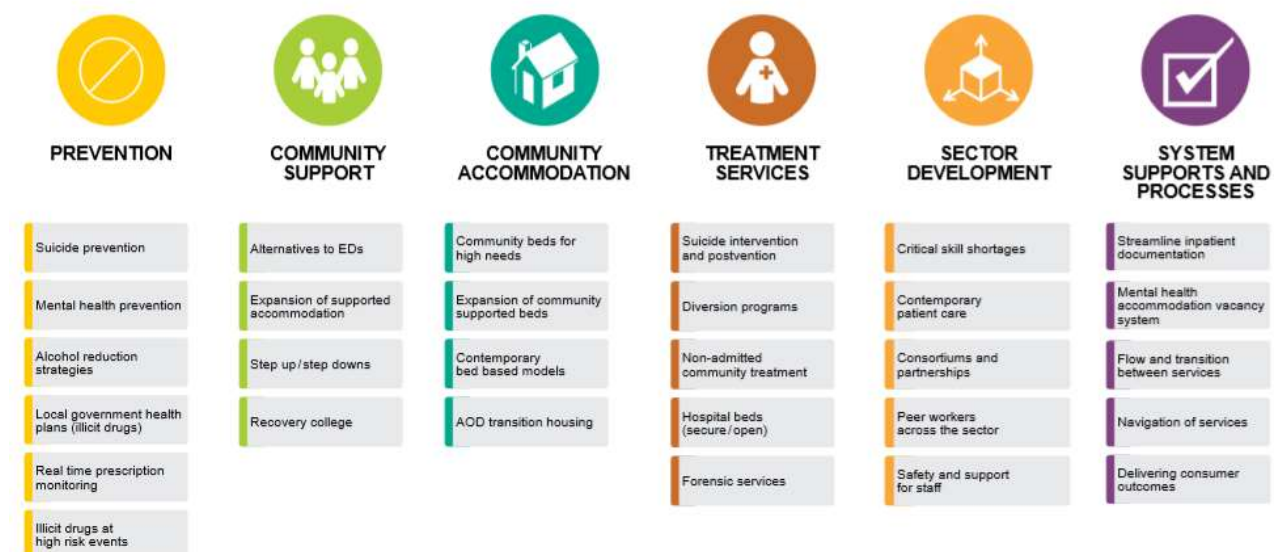 PREVENTION
COMMUNITY
SUPPORT
COMMUNITY
ACCOMMODATION
TREATMENT
SERVICES
SECTOR
DEVELOPMENT
SYSTEM
SUPPORTS AND
PROCESSES
Suicide prevention
Mental health prevention
Alcohol reduction
strategies
Local government health
plans (illicit drugs)
Real time prescription
monitoring
Illicit drugs at
high risk events
Alternatives to EDs
Expansion of supported
accommodation
Step up/step downs
Recovery college
Community beds for
high needs
Expansion of community
supported beds
Contemporary
bed based models
AOD transition housing
Suicide intervention
and postvention
Diversion programs
Non-admitted
community treatment
Hospital beds
(secure/open)
Forensic services
Critical skill shortages
Contemporary
patient care
Consortiums and
partnerships
Peer workers
across the sector
Safety and support
for staff
Streamline inpatient
documentation
Mental health
accommodation vacancy
system
Flow and transition
between services
Navigation of services
Delivering consumer
outcomes